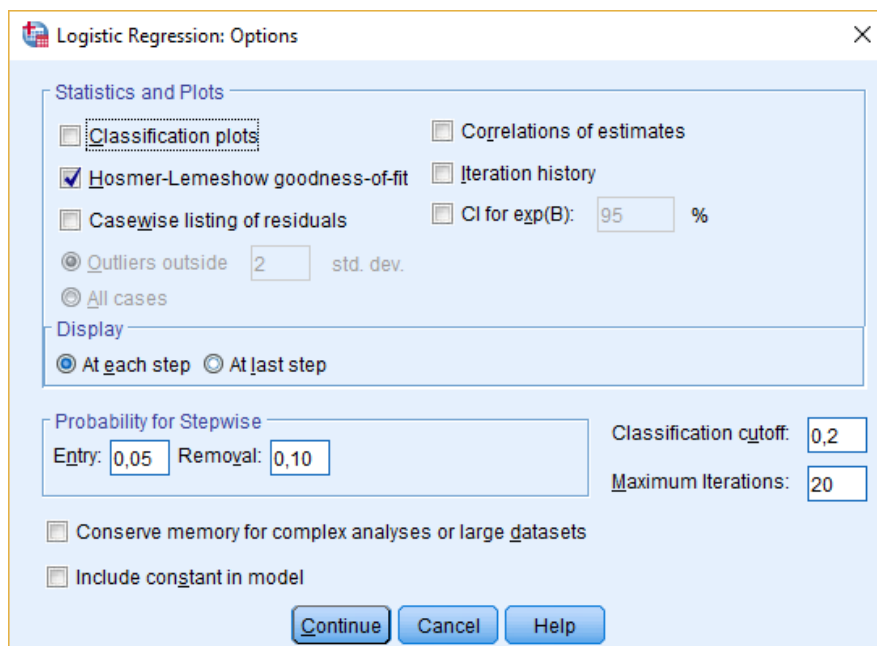 Logistic Regression: Options
Statistics and Plots
Classification plots
Hosmer-Lemeshow goodness-of-fit
Casewise listing of residuals
Outliers outside 2 std. dev.
All cases
Correlations of estimates
Iteration history
CI for exp(B): 95 %
Display
At each step At last step
Probability for Stepwise
Entry: 0,05 Removal: 0,10
Classification cutoff: 0,2
Maximum Iterations: 20
Conserve memory for complex analyses or large datasets
Include constant in model
Continue Cancel Help